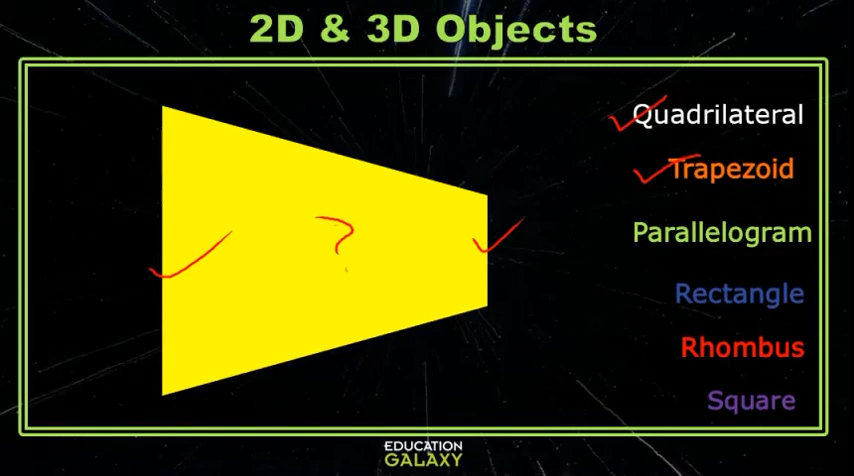 2D & 3D Objects
Quadrilateral
Trapezoid
?
Parallelogram
Rectangle
Rhombus
Square
EDUCATION
GALAXY